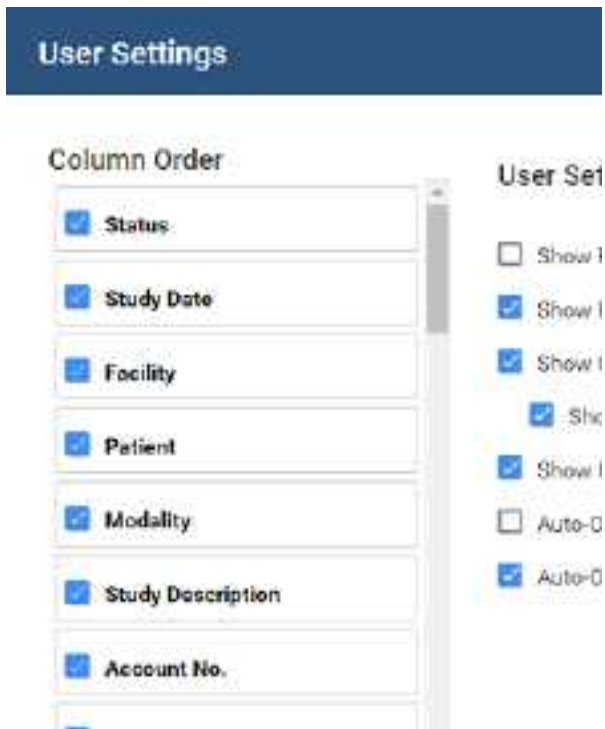 User Settings
Column Order
Status
Study Date
Facility
Patient
Modality
Study Description
Account No.
User Set
Show
Show
Show
Sho
Show
Auto-
Auto-